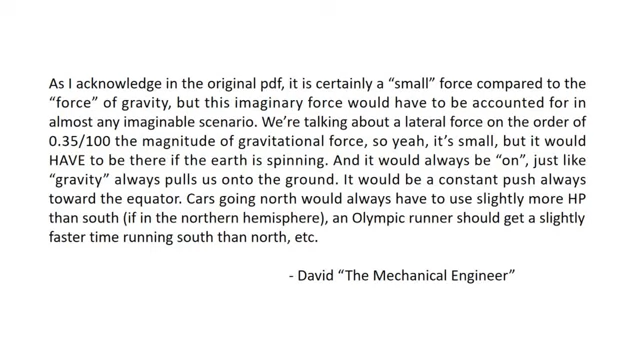 As I acknowledge in the original pdf, it is certainly a “small” force compared to the
“force” of gravity, but this imaginary force would have to be accounted for in
almost any imaginable scenario. We’re talking about a lateral force on the order of
0.35/100 the magnitude of gravitational force, so yeah, it’s small, but it would
HAVE to be there if the earth is spinning. And it would always be “on”, just like
“gravity” always pulls us onto the ground. It would be a constant push always
toward the equator. Cars going north would always have to use slightly more HP
than south (if in the northern hemisphere), an Olympic runner should get a slightly
faster time running south than north, etc.
- David “The Mechanical Engineer”